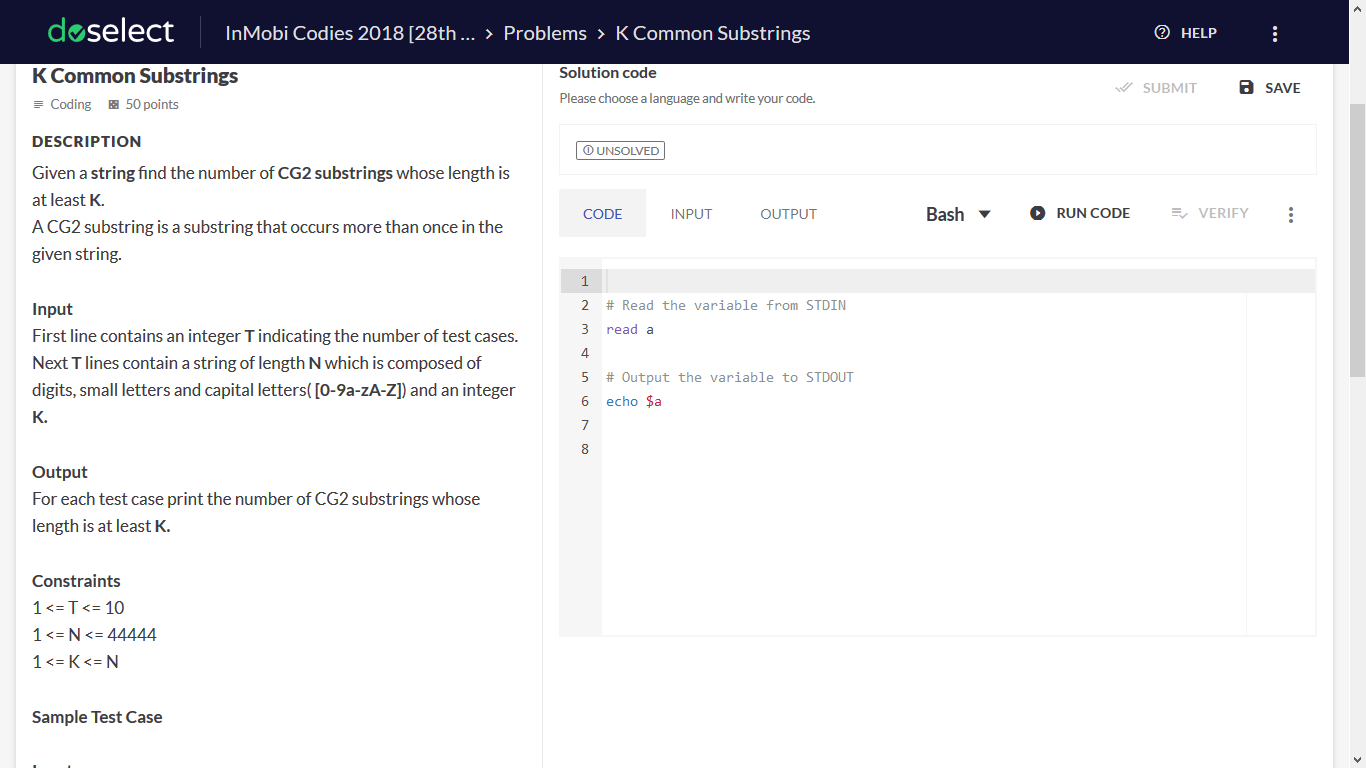 doselect
InMobi Codies 2018 [28th ... > Problems > K Common Substrings
HELP
K Common Substrings
Coding 50 points
DESCRIPTION
Given a string find the number of CG2 substrings whose length is
at least K.
A CG2 substring is a substring that occurs more than once in the
given string.
Input
First line contains an integer T indicating the number of test cases.
Next T lines contain a string of length N which is composed of
digits, small letters and capital letters( [0-9a-zA-Z]) and an integer
K.
Output
For each test case print the number of CG2 substrings whose
length is at least K.
Constraints
1 <= T <= 10
1 <= N <= 44444
1 <= K <= N
Sample Test Case
Solution code
Please choose a language and write your code.
SUBMIT
SAVE
UNSOLVED
CODE
INPUT
OUTPUT
Bash
RUN CODE
VERIFY
1
2 # Read the variable from STDIN
3 read a
4
5 # Output the variable to STDOUT
6 echo $a
7
8